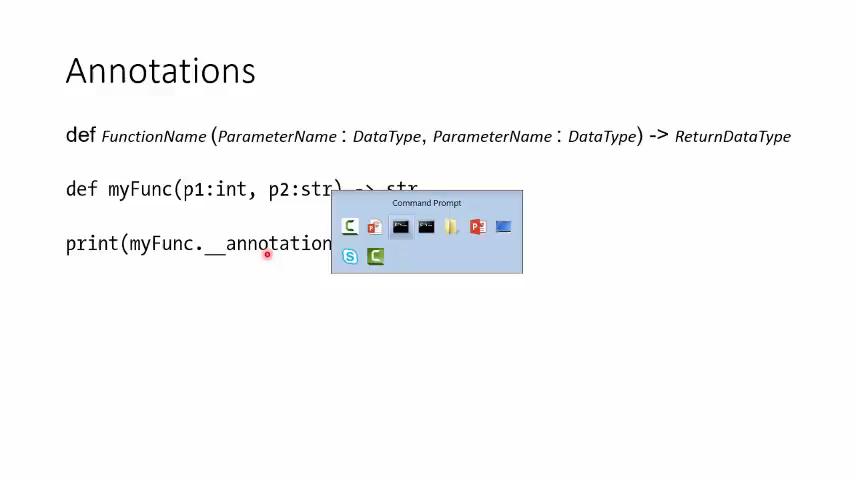 Annotations
def FunctionName (ParameterName : DataType, ParameterName : DataType) -> ReturnDataType
def myFunc(p1:int, p2:str) -> str
Command Prompt
print(myFunc.__annotation